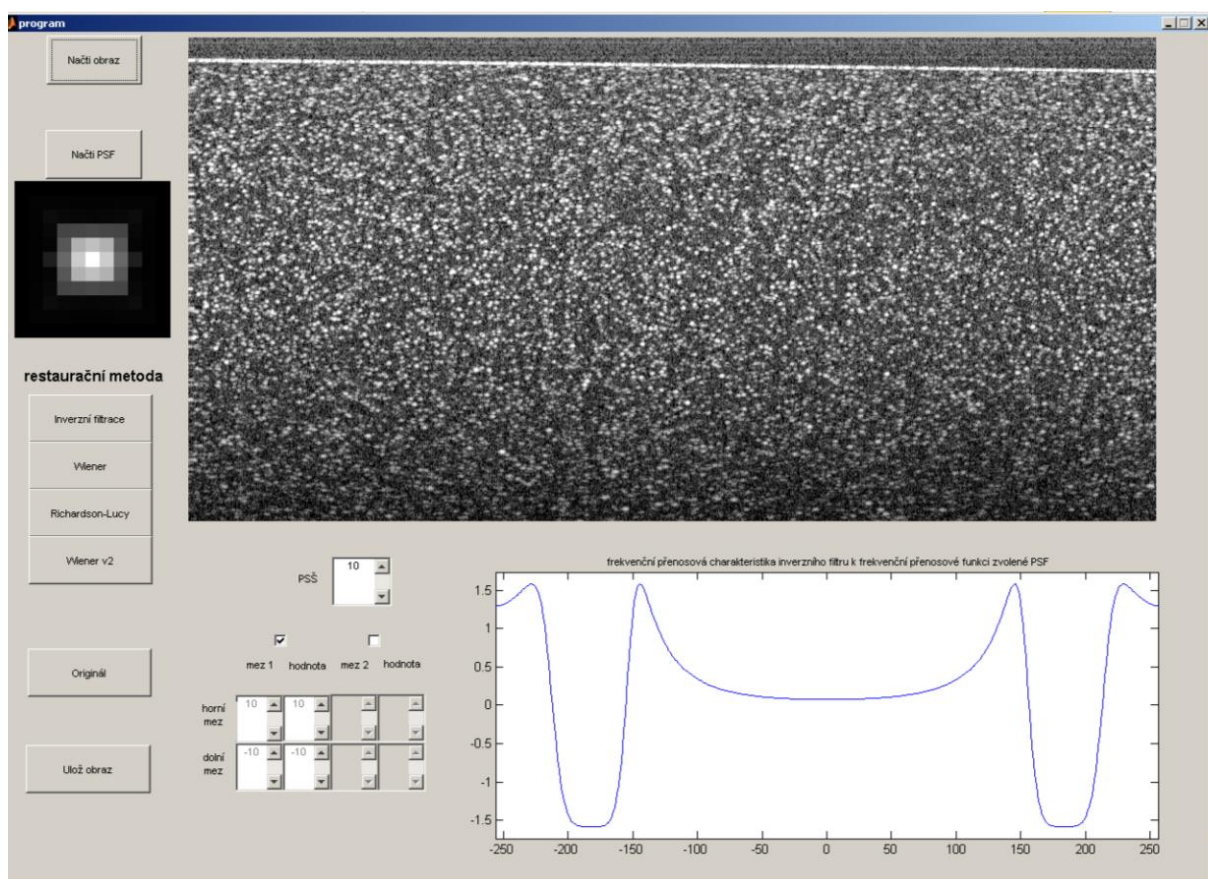 program
Načti obraz
Načti PSF
restaurační metoda
Inverzní filtrace
Wiener
Richardson-Lucy
Wiener v2
Originál
Ulož obraz
PSŠ
10
mez 1 hodnota mez 2 hodnota
horní mez
10 10
dolní mez
-10 -10
frekvenční přenosová charakteristika inverzního filtru k frekvenční přenosové funkci zvolené PSF
1.5
1
0.5
0
-0.5
-1
-1.5
-250 -200 -150 -100 -50 0 50 100 150 200 250